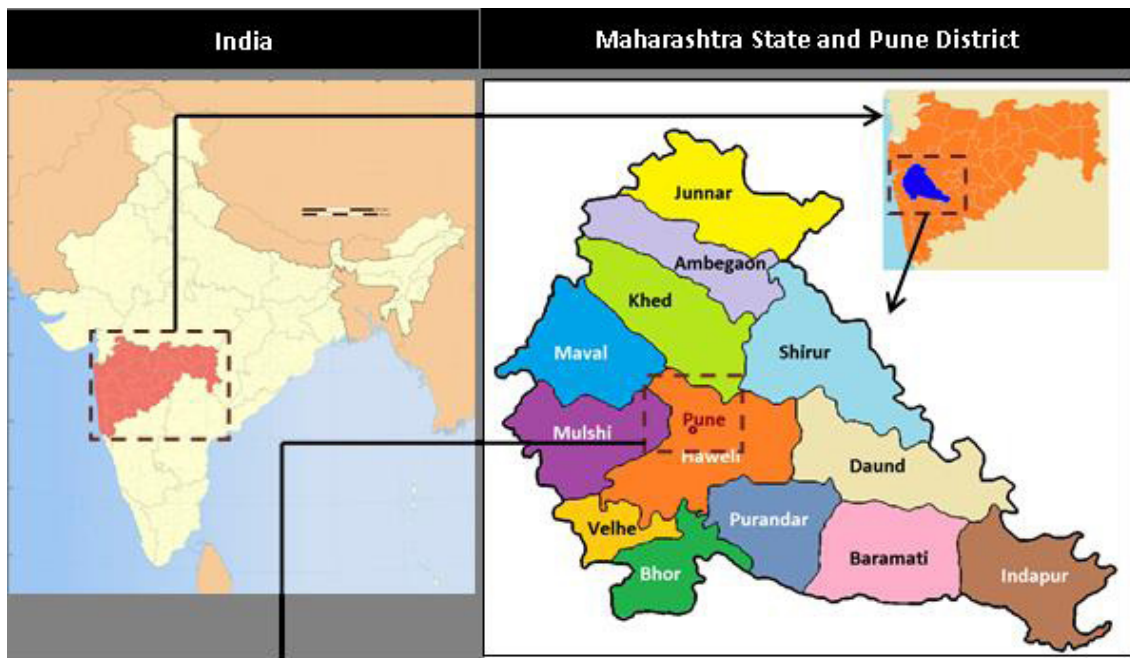 India
Maharashtra State and Pune District
Junnar
Ambegaon
Khed
Maval
Shirur
Pune
Mulshi
Haweli
Daund
Velhe
Purandar
Baramati
Bhor
Indapur